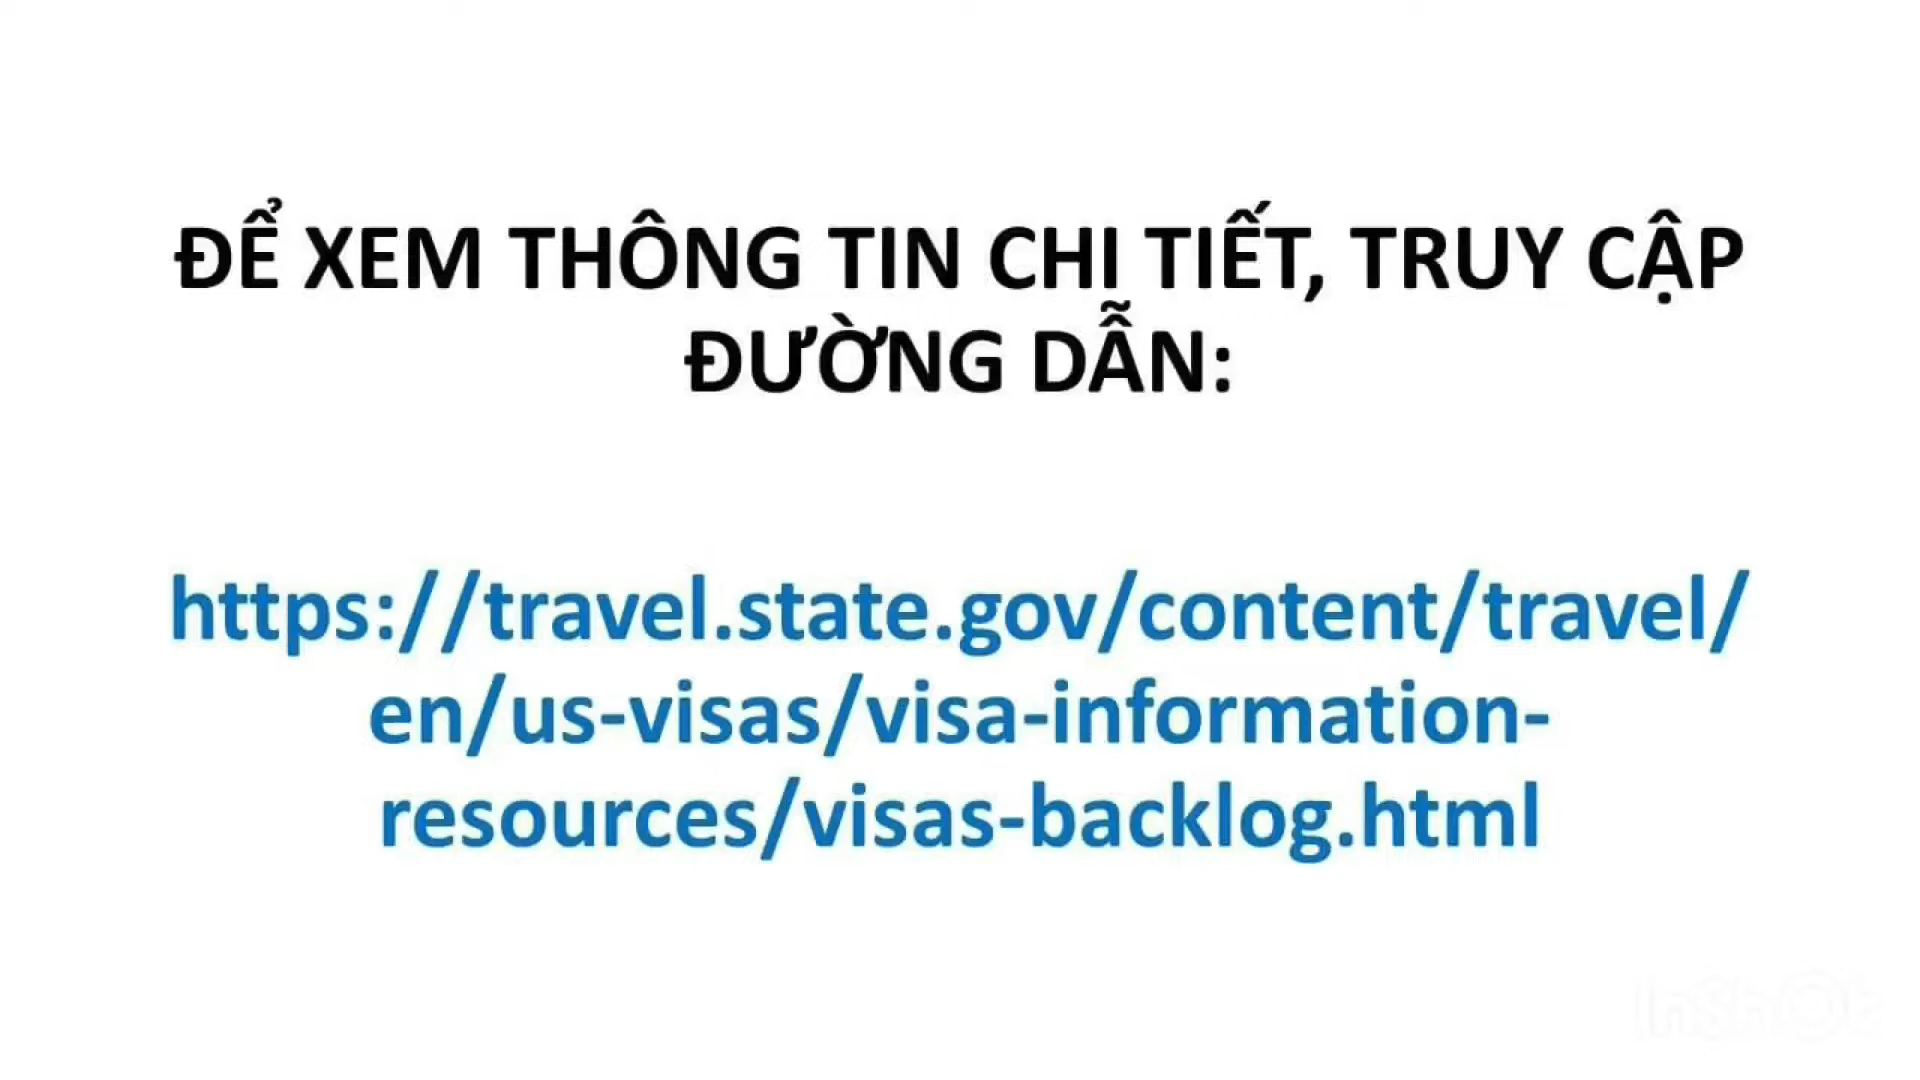 ĐỂ XEM THÔNG TIN CHI TIẾT, TRUY CẬP
ĐƯỜNG DẪN:
https://travel.state.gov/content/travel/
en/us-visas/visa-information-
resources/visas-backlog.html
InShOt